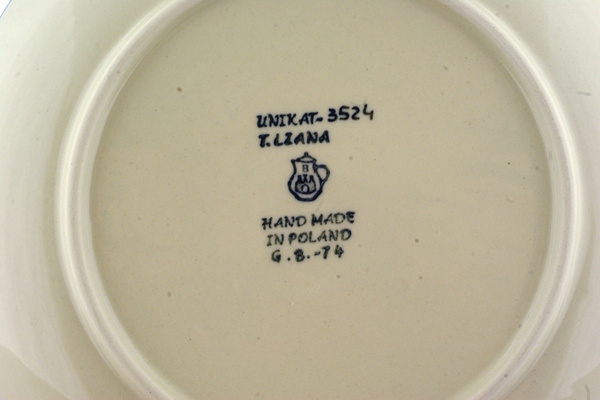 UNIKAT-3524
T.LIANA
B
HAND MADE
IN POLAND
G.B.-74